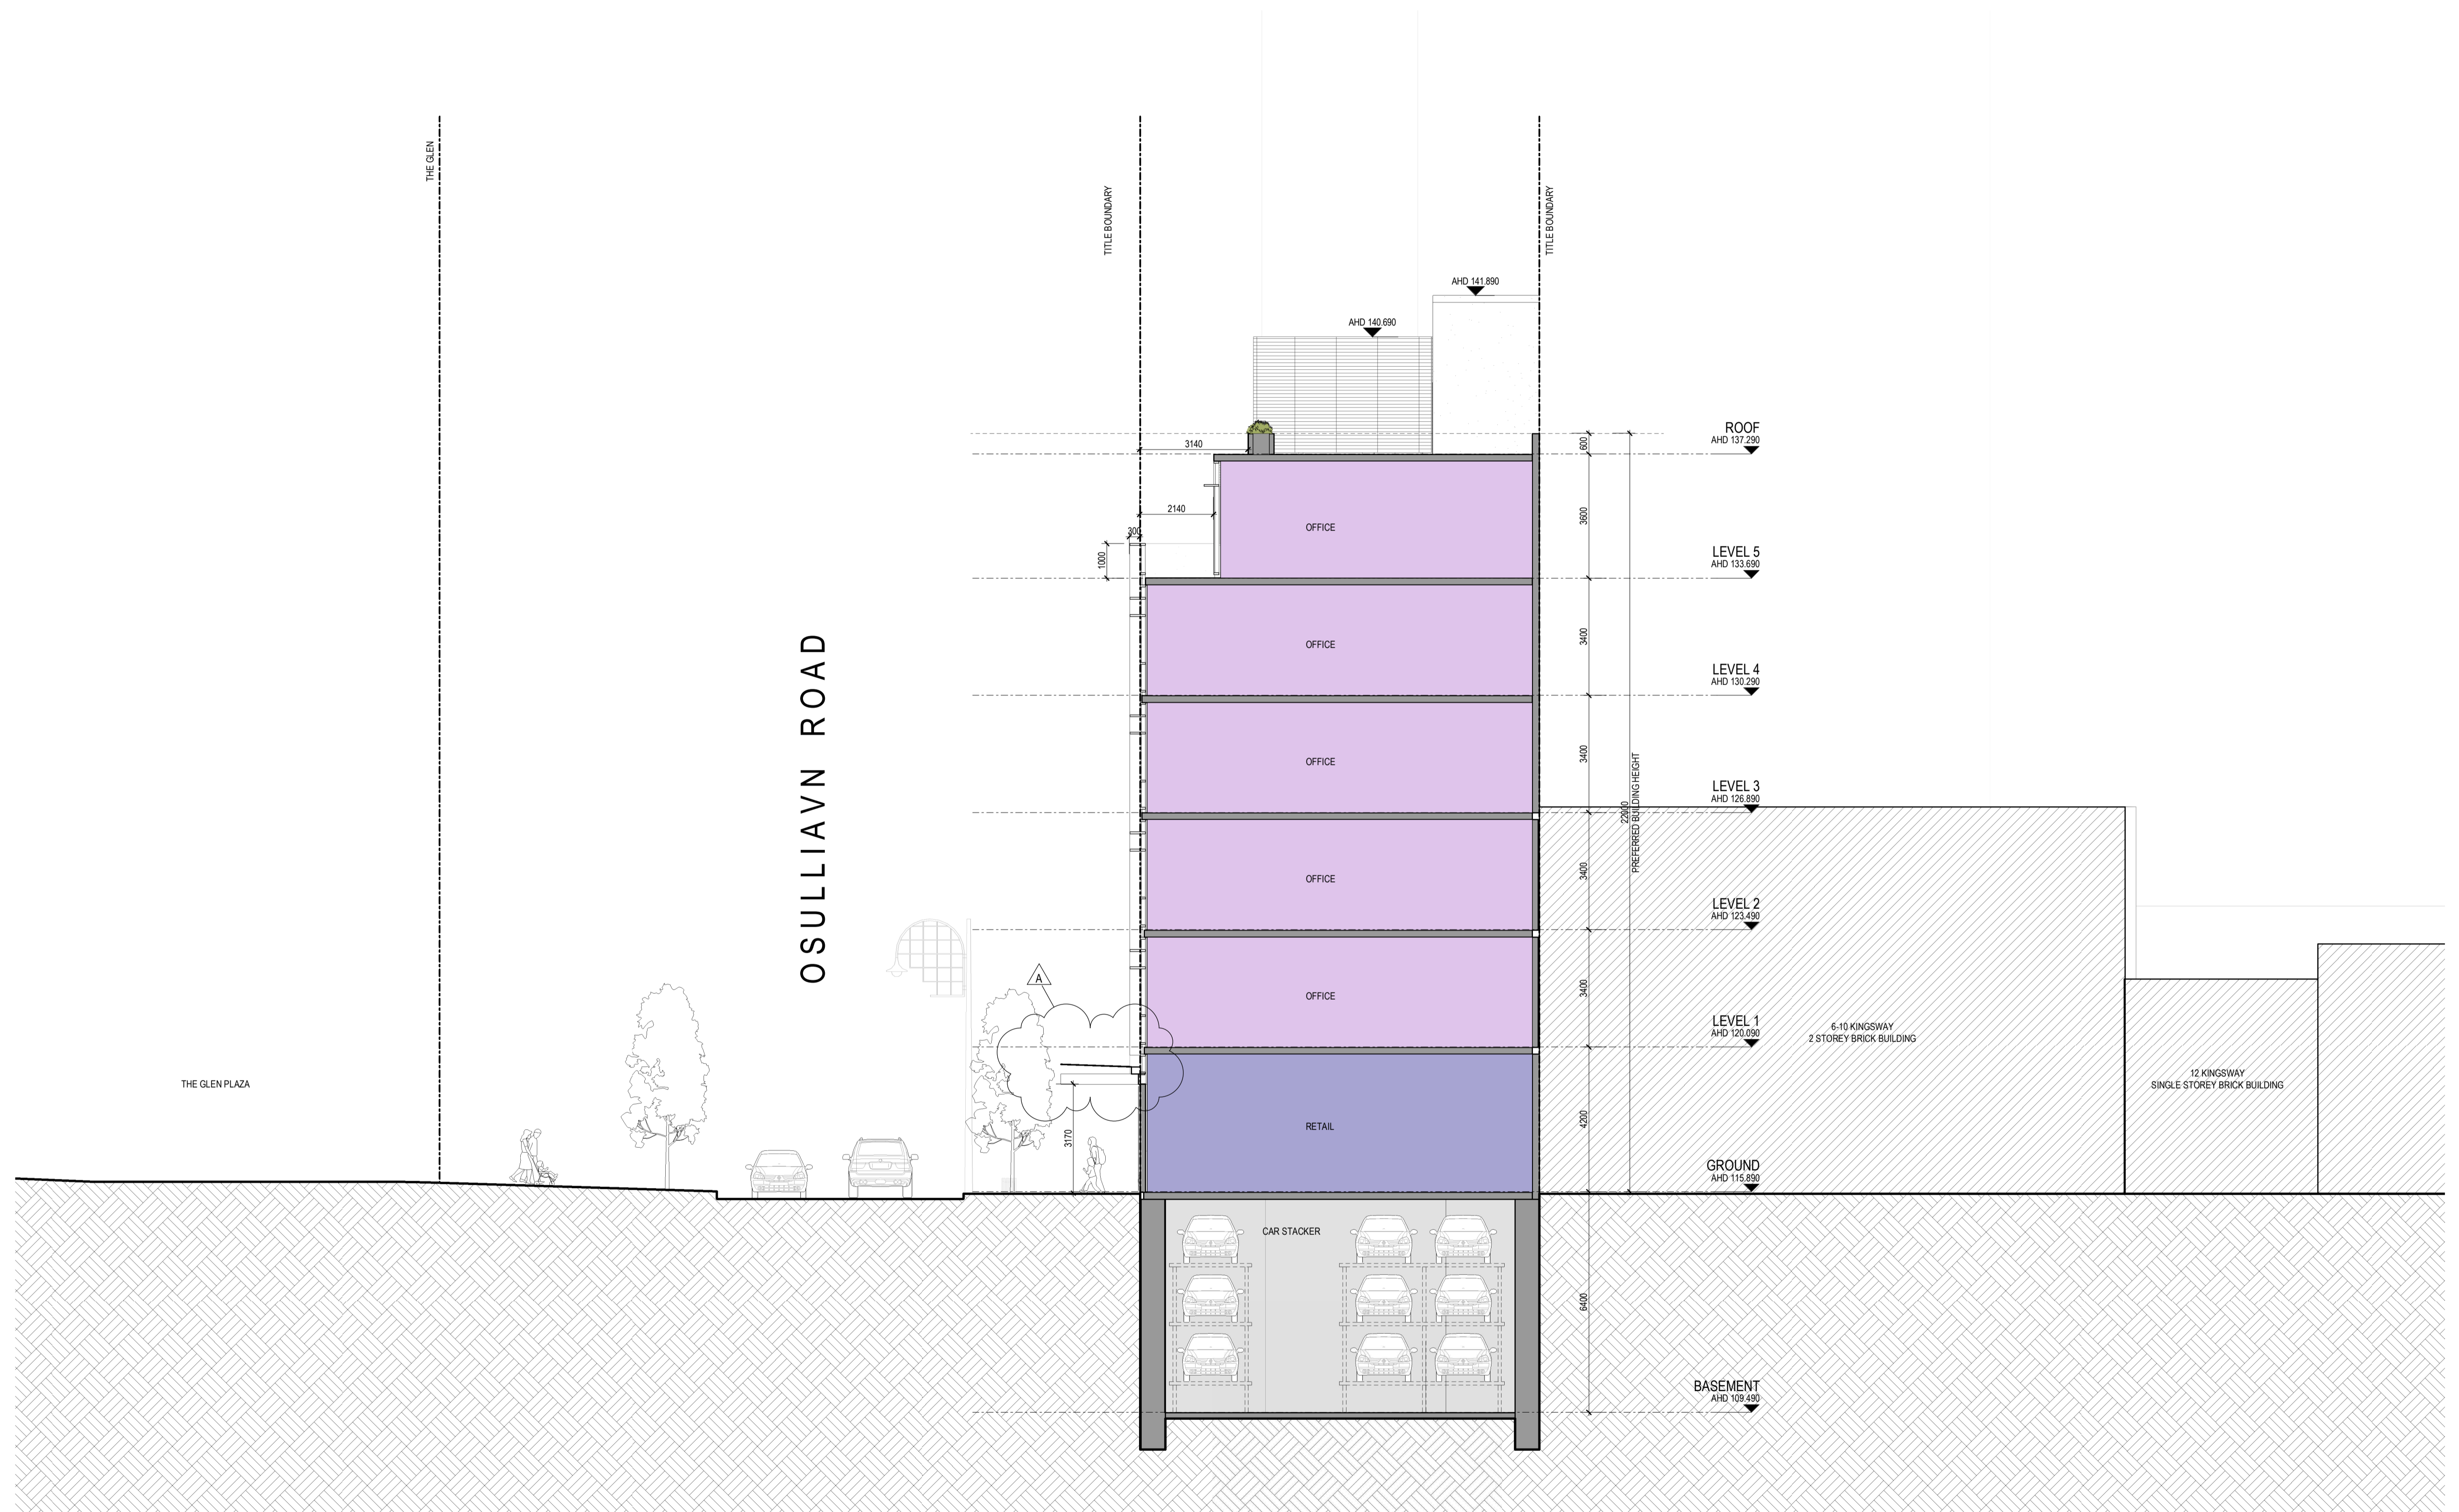 THE GLEN
TITLE BOUNDARY
TITLE BOUNDARY
AHD 141.890
AHD 140.690
ROOF
AHD 137.290
600
3140
3600
2140
OFFICE
300
1000
LEVEL 5
AHD 133.690
OSULLIAVN ROAD
3400
OFFICE
LEVEL 4
AHD 130.290
3400
OFFICE
LEVEL 3
AHD 126.890
22000
PREFERRED BUILDING HEIGHT
3400
OFFICE
LEVEL 2
AHD 123.490
A
3400
OFFICE
LEVEL 1
AHD 120.090
6-10 KINGSWAY
2 STOREY BRICK BUILDING
12 KINGSWAY
SINGLE STOREY BRICK BUILDING
THE GLEN PLAZA
3170
RETAIL
4200
GROUND
AHD 115.890
CAR STACKER
6400
BASEMENT
AHD 109.490